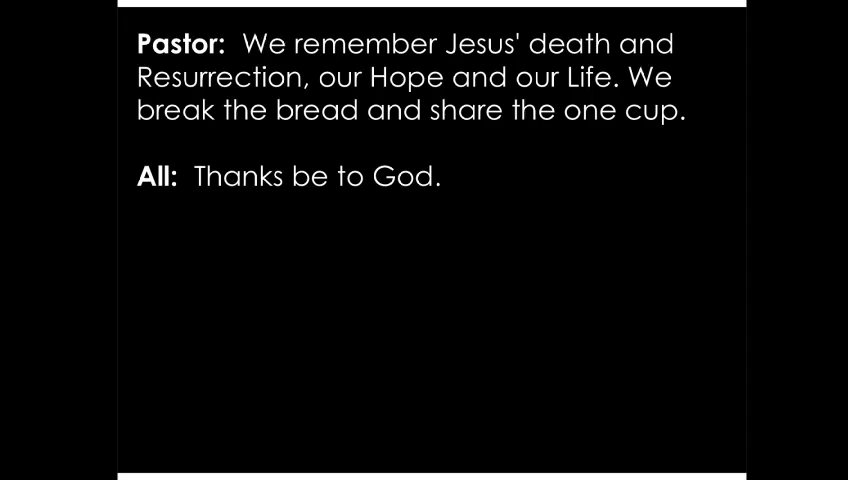 Pastor: We remember Jesus' death and
Resurrection, our Hope and our Life. We
break the bread and share the one cup.
All: Thanks be to God.